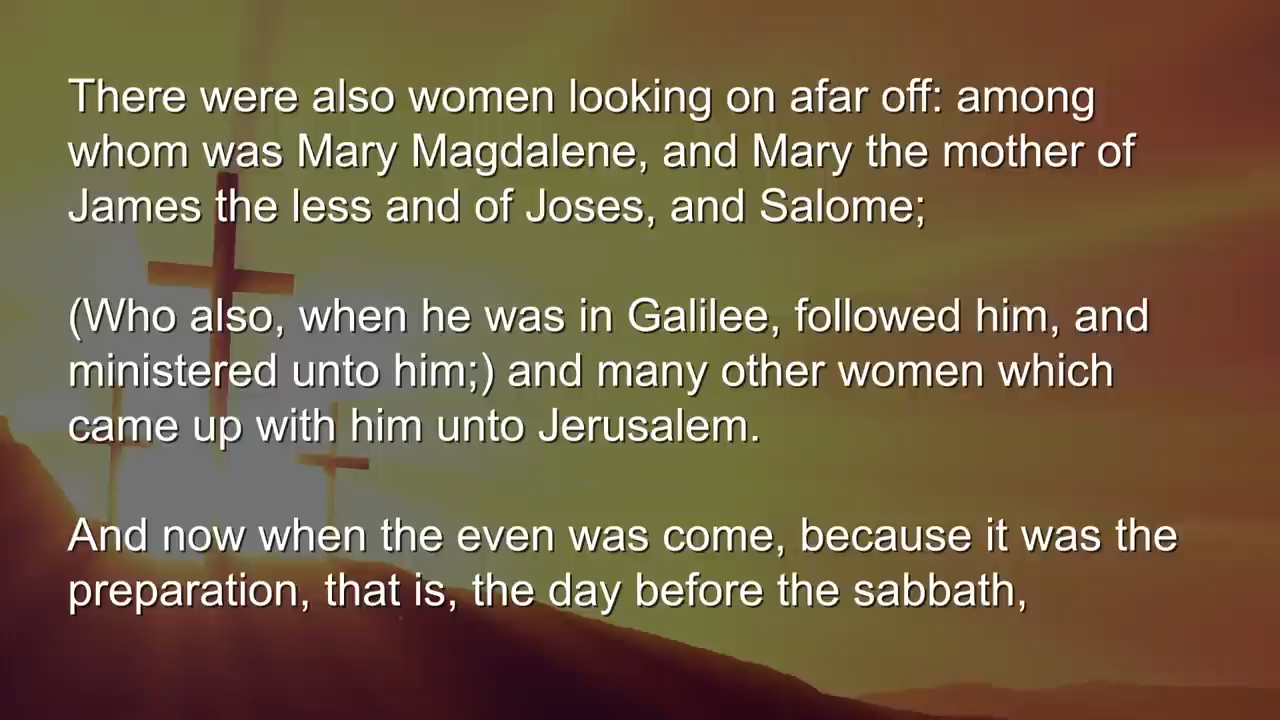 There were also women looking on afar off: among
whom was Mary Magdalene, and Mary the mother of
James the less and of Joses, and Salome;
(Who also, when he was in Galilee, followed him, and
ministered unto him;) and many other women which
came up with him unto Jerusalem.
And now when the even was come, because it was the
preparation, that is, the day before the sabbath,